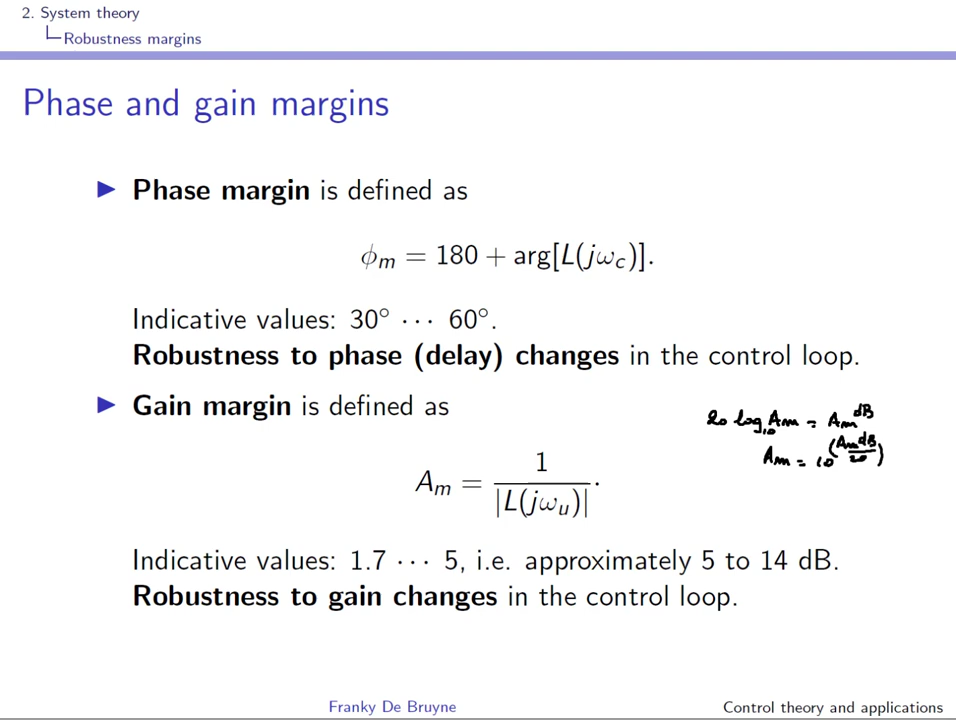 2. System theory
Robustness margins
Phase and gain margins
▶ Phase margin is defined as
ϕₘ = 180 + arg[L(jω_c)].
Indicative values: 30° ··· 60°.
Robustness to phase (delay) changes in the control loop.
▶ Gain margin is defined as
20 log₁₀ Aₘ = Aₘ^dB
Aₘ = 10^(Aₘ^dB/20)
Aₘ = 1/|L(jωᵤ)|.
Indicative values: 1.7 ··· 5, i.e. approximately 5 to 14 dB.
Robustness to gain changes in the control loop.
Franky De Bruyne
Control theory and applications